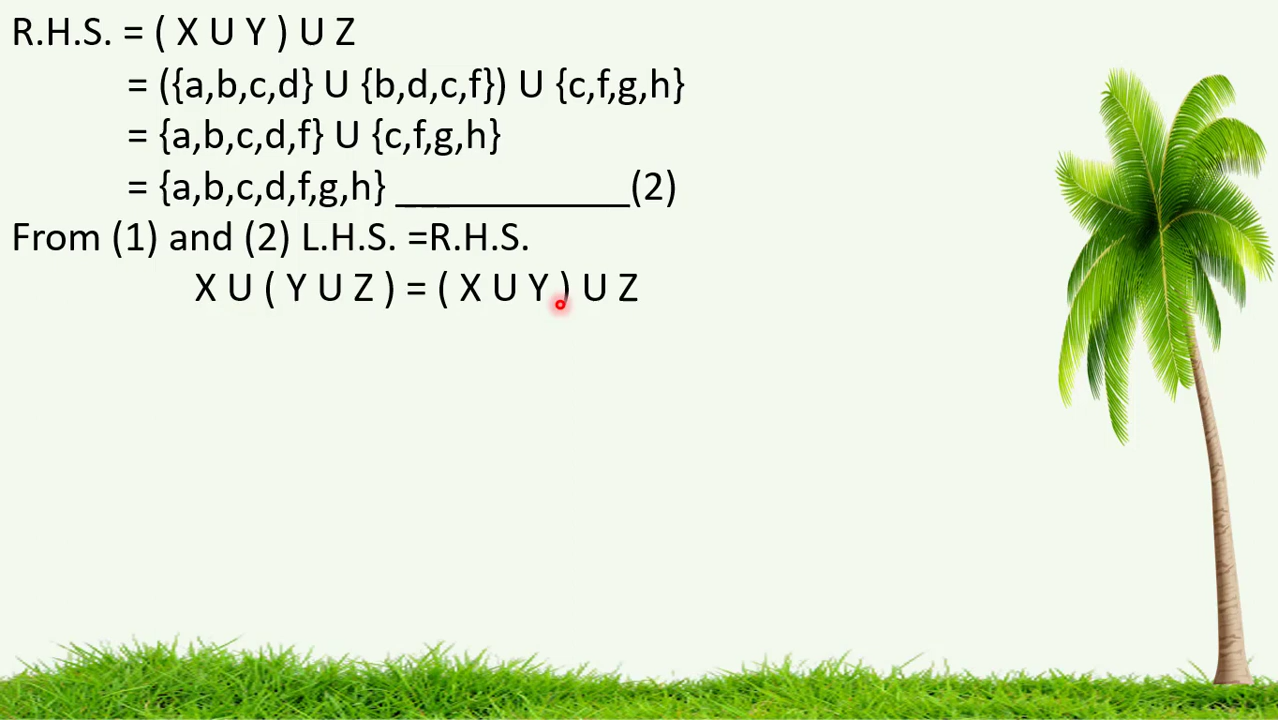 R.H.S. = ( X U Y ) U Z
= ({a,b,c,d} U {b,d,c,f}) U {c,f,g,h}
= {a,b,c,d,f} U {c,f,g,h}
= {a,b,c,d,f,g,h} ___________(2)
From (1) and (2) L.H.S. =R.H.S.
X U ( Y U Z ) = ( X U Y ) U Z